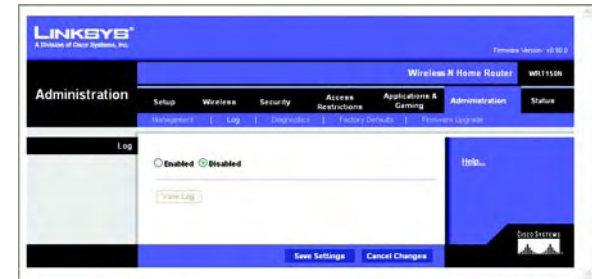 LINKSYS®
A Division of Cisco Systems, Inc.
Firmware Version: v0.00.0
Wireless-N Home Router WRT150N
Administration
Setup Wireless Security Access Restrictions Applications & Gaming Administration Status
Management | Log | Diagnostics | Factory Defaults | Firmware Upgrade
Log
Enabled Disabled
Help...
View Log
CISCO SYSTEMS
Save Settings Cancel Changes